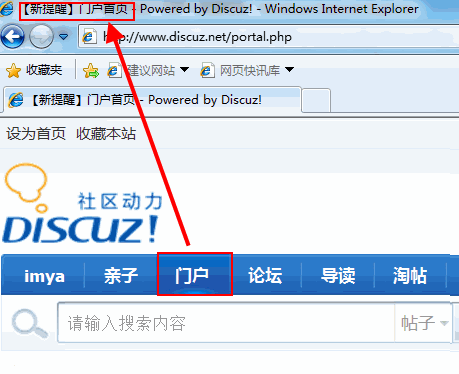 【新提醒】门户首页 - Powered by Discuz! - Windows Internet Explorer
http://www.discuz.net/portal.php
收藏夹 建议网站 网页快讯库
【新提醒】门户首页 - Powered by Discuz!
设为首页 收藏本站
社区动力
DISCUZ!
imya 亲子 门户 论坛 导读 淘帖
请输入搜索内容 帖子